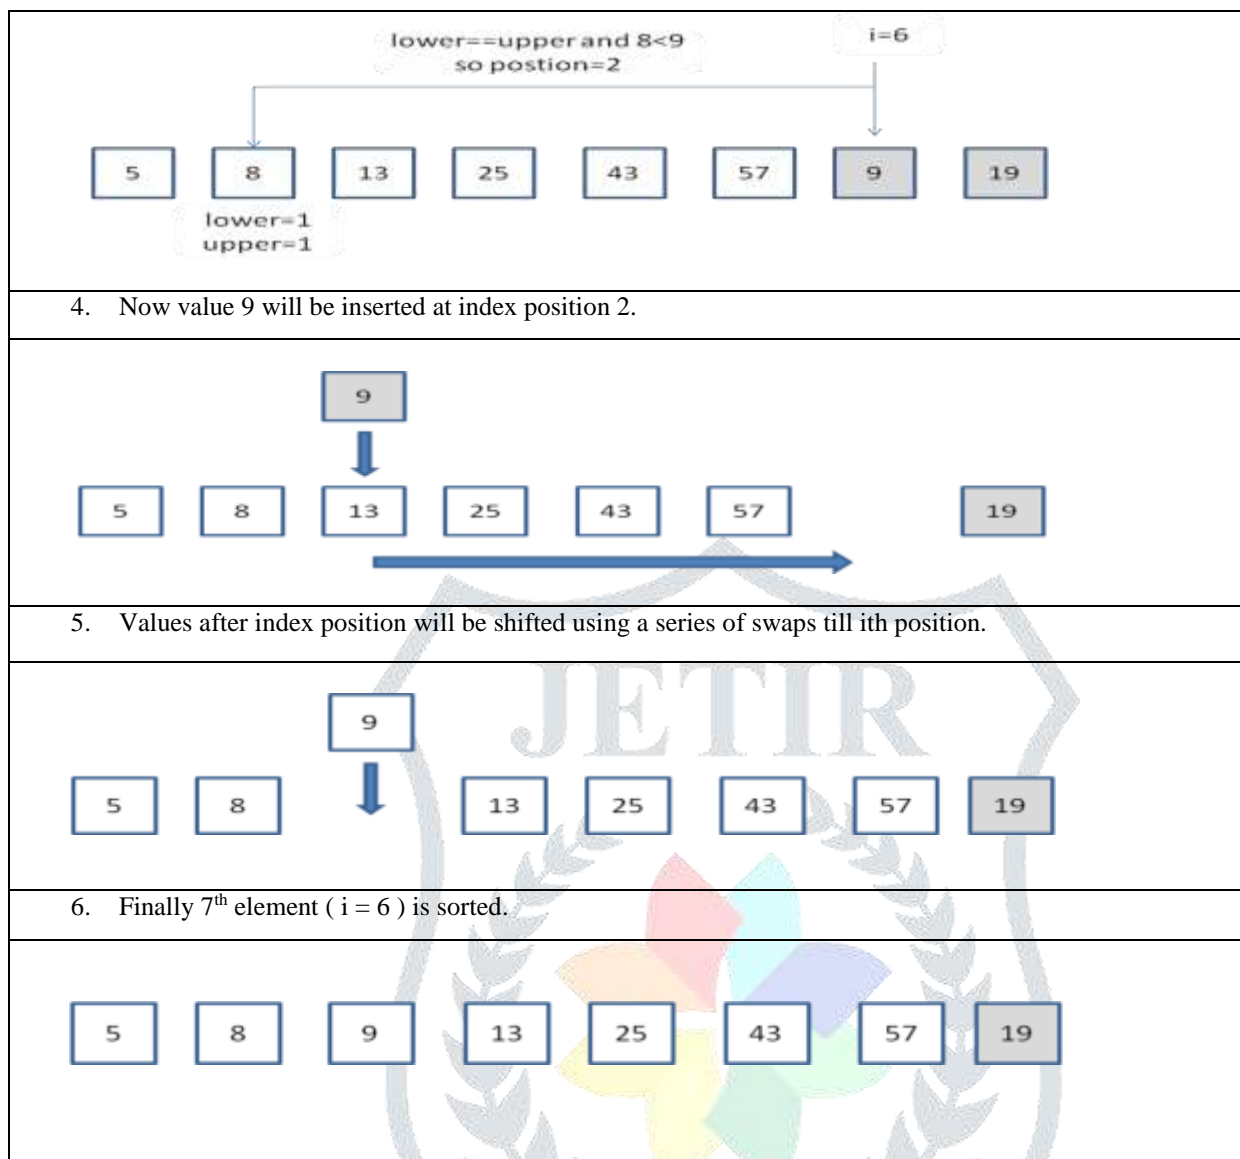 lower==upper and 8<9
so postion=2
i=6
5 8 13 25 43 57 9 19
lower=1
upper=1
4. Now value 9 will be inserted at index position 2.
9
5 8 13 25 43 57 19
5. Values after index position will be shifted using a series of swaps till ith position.
JETIR
9
5 8 13 25 43 57 19
6. Finally 7th element ( i = 6 ) is sorted.
5 8 9 13 25 43 57 19